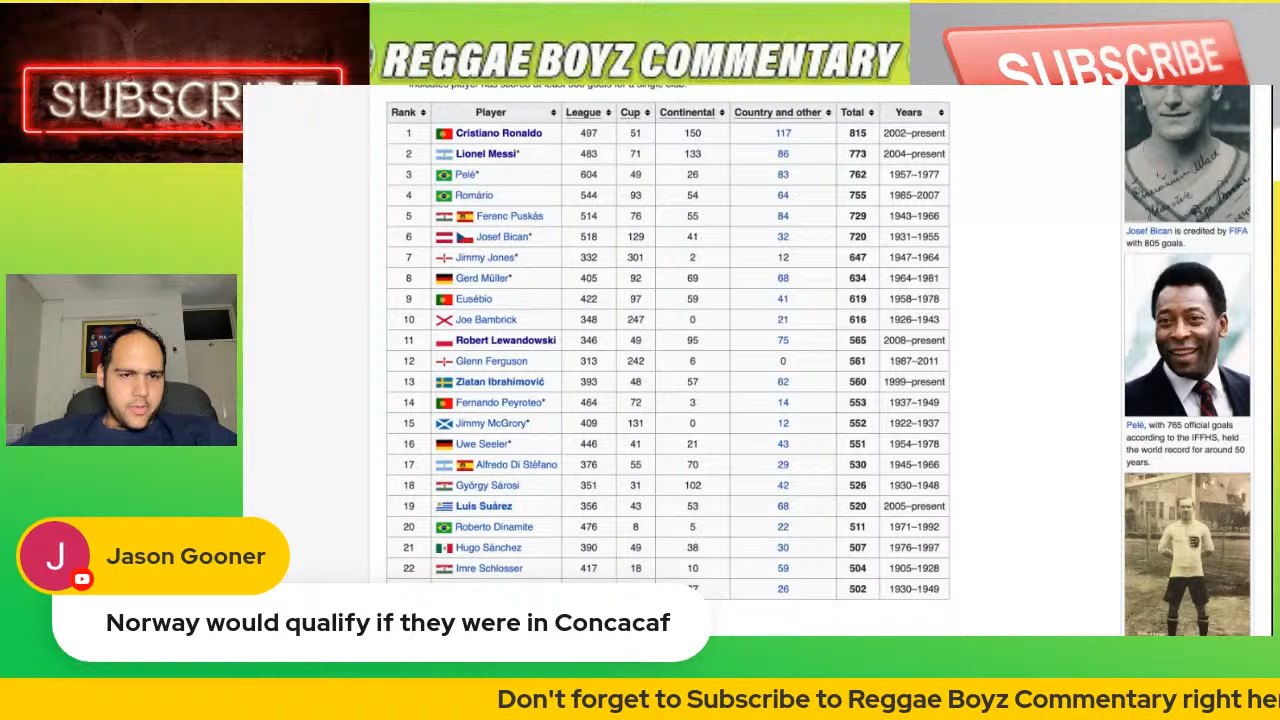 SUBSCR
REGGAE BOYZ COMMENTARY
SUBSCRIBE
Rank Player League Cup Continental Country and other Total Years
1 Cristiano Ronaldo 497 51 150 117 815 2002–present
2 Lionel Messi* 483 71 133 86 773 2004–present
3 Pelé* 604 49 26 83 762 1957–1977
4 Romário 544 93 54 64 755 1985–2007
5 Ferenc Puskás 514 76 55 84 729 1943–1966
6 Josef Bican* 518 129 41 32 720 1931–1955
7 Jimmy Jones* 332 301 2 12 647 1947–1964
8 Gerd Müller* 405 92 69 68 634 1964–1981
9 Eusébio 422 97 59 41 619 1958–1978
10 Joe Bambrick 348 247 0 21 616 1926–1943
11 Robert Lewandowski 346 49 95 75 565 2008–present
12 Glenn Ferguson 313 242 6 0 561 1987–2011
13 Zlatan Ibrahimović 393 48 57 62 560 1999–present
14 Fernando Peyroteo* 464 72 3 14 553 1937–1949
15 Jimmy McGrory* 409 131 0 12 552 1922–1937
16 Uwe Seeler* 446 41 21 43 551 1954–1978
17 Alfredo Di Stéfano 376 55 70 29 530 1945–1966
18 György Sárosi 351 31 102 42 526 1930–1948
19 Luis Suárez 356 43 53 68 520 2005–present
20 Roberto Dinamite 476 8 5 22 511 1971–1992
21 Hugo Sánchez 390 49 38 30 507 1976–1997
22 Imre Schlosser 417 18 10 59 504 1905–1928
26 502 1930–1949
Josef Bican is credited by FIFA
with 805 goals.
Pelé, with 765 official goals
according to the IFFHS, held
the world record for around 50
years.
J
Jason Gooner
Norway would qualify if they were in Concacaf
Don't forget to Subscribe to Reggae Boyz Commentary right her